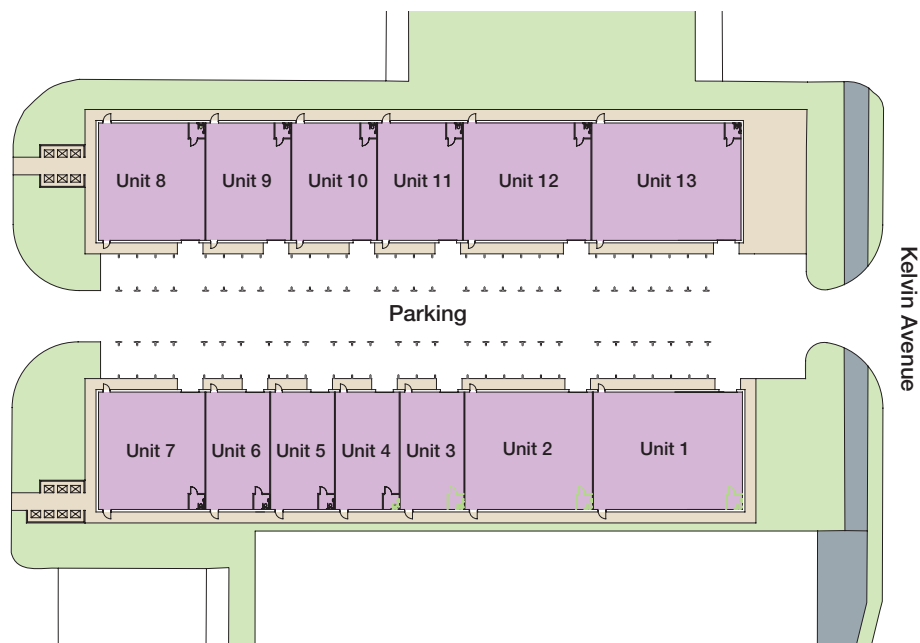 Unit 8
Unit 9
Unit 10
Unit 11
Unit 12
Unit 13
Parking
Kelvin Avenue
Unit 7
Unit 6
Unit 5
Unit 4
Unit 3
Unit 2
Unit 1